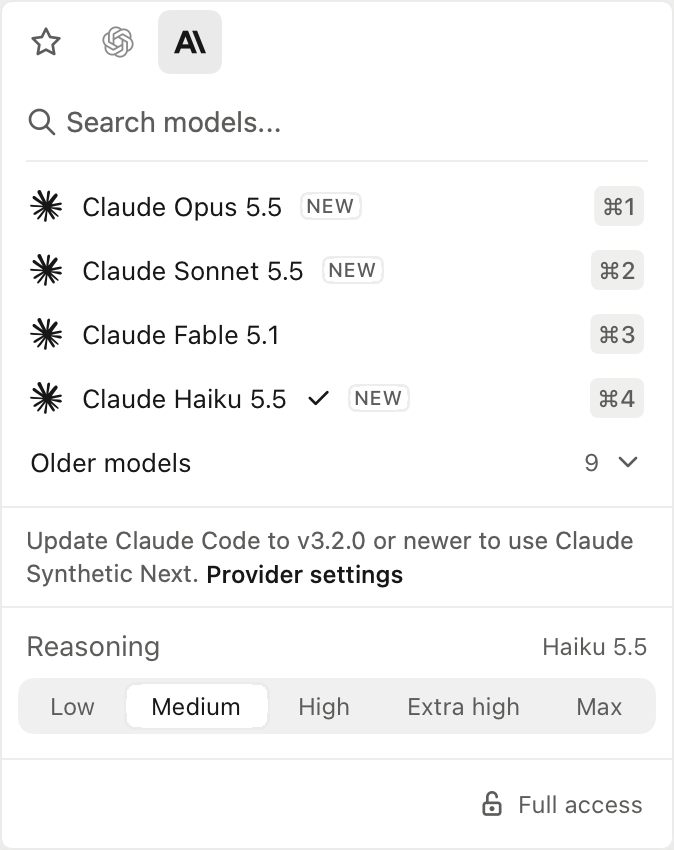 Search models...
Claude Opus 5.5 NEW ⌘1
Claude Sonnet 5.5 NEW ⌘2
Claude Fable 5.1 ⌘3
Claude Haiku 5.5 NEW ⌘4
Older models 9
Update Claude Code to v3.2.0 or newer to use Claude
Synthetic Next. Provider settings
Reasoning Haiku 5.5
Low Medium High Extra high Max
Full access